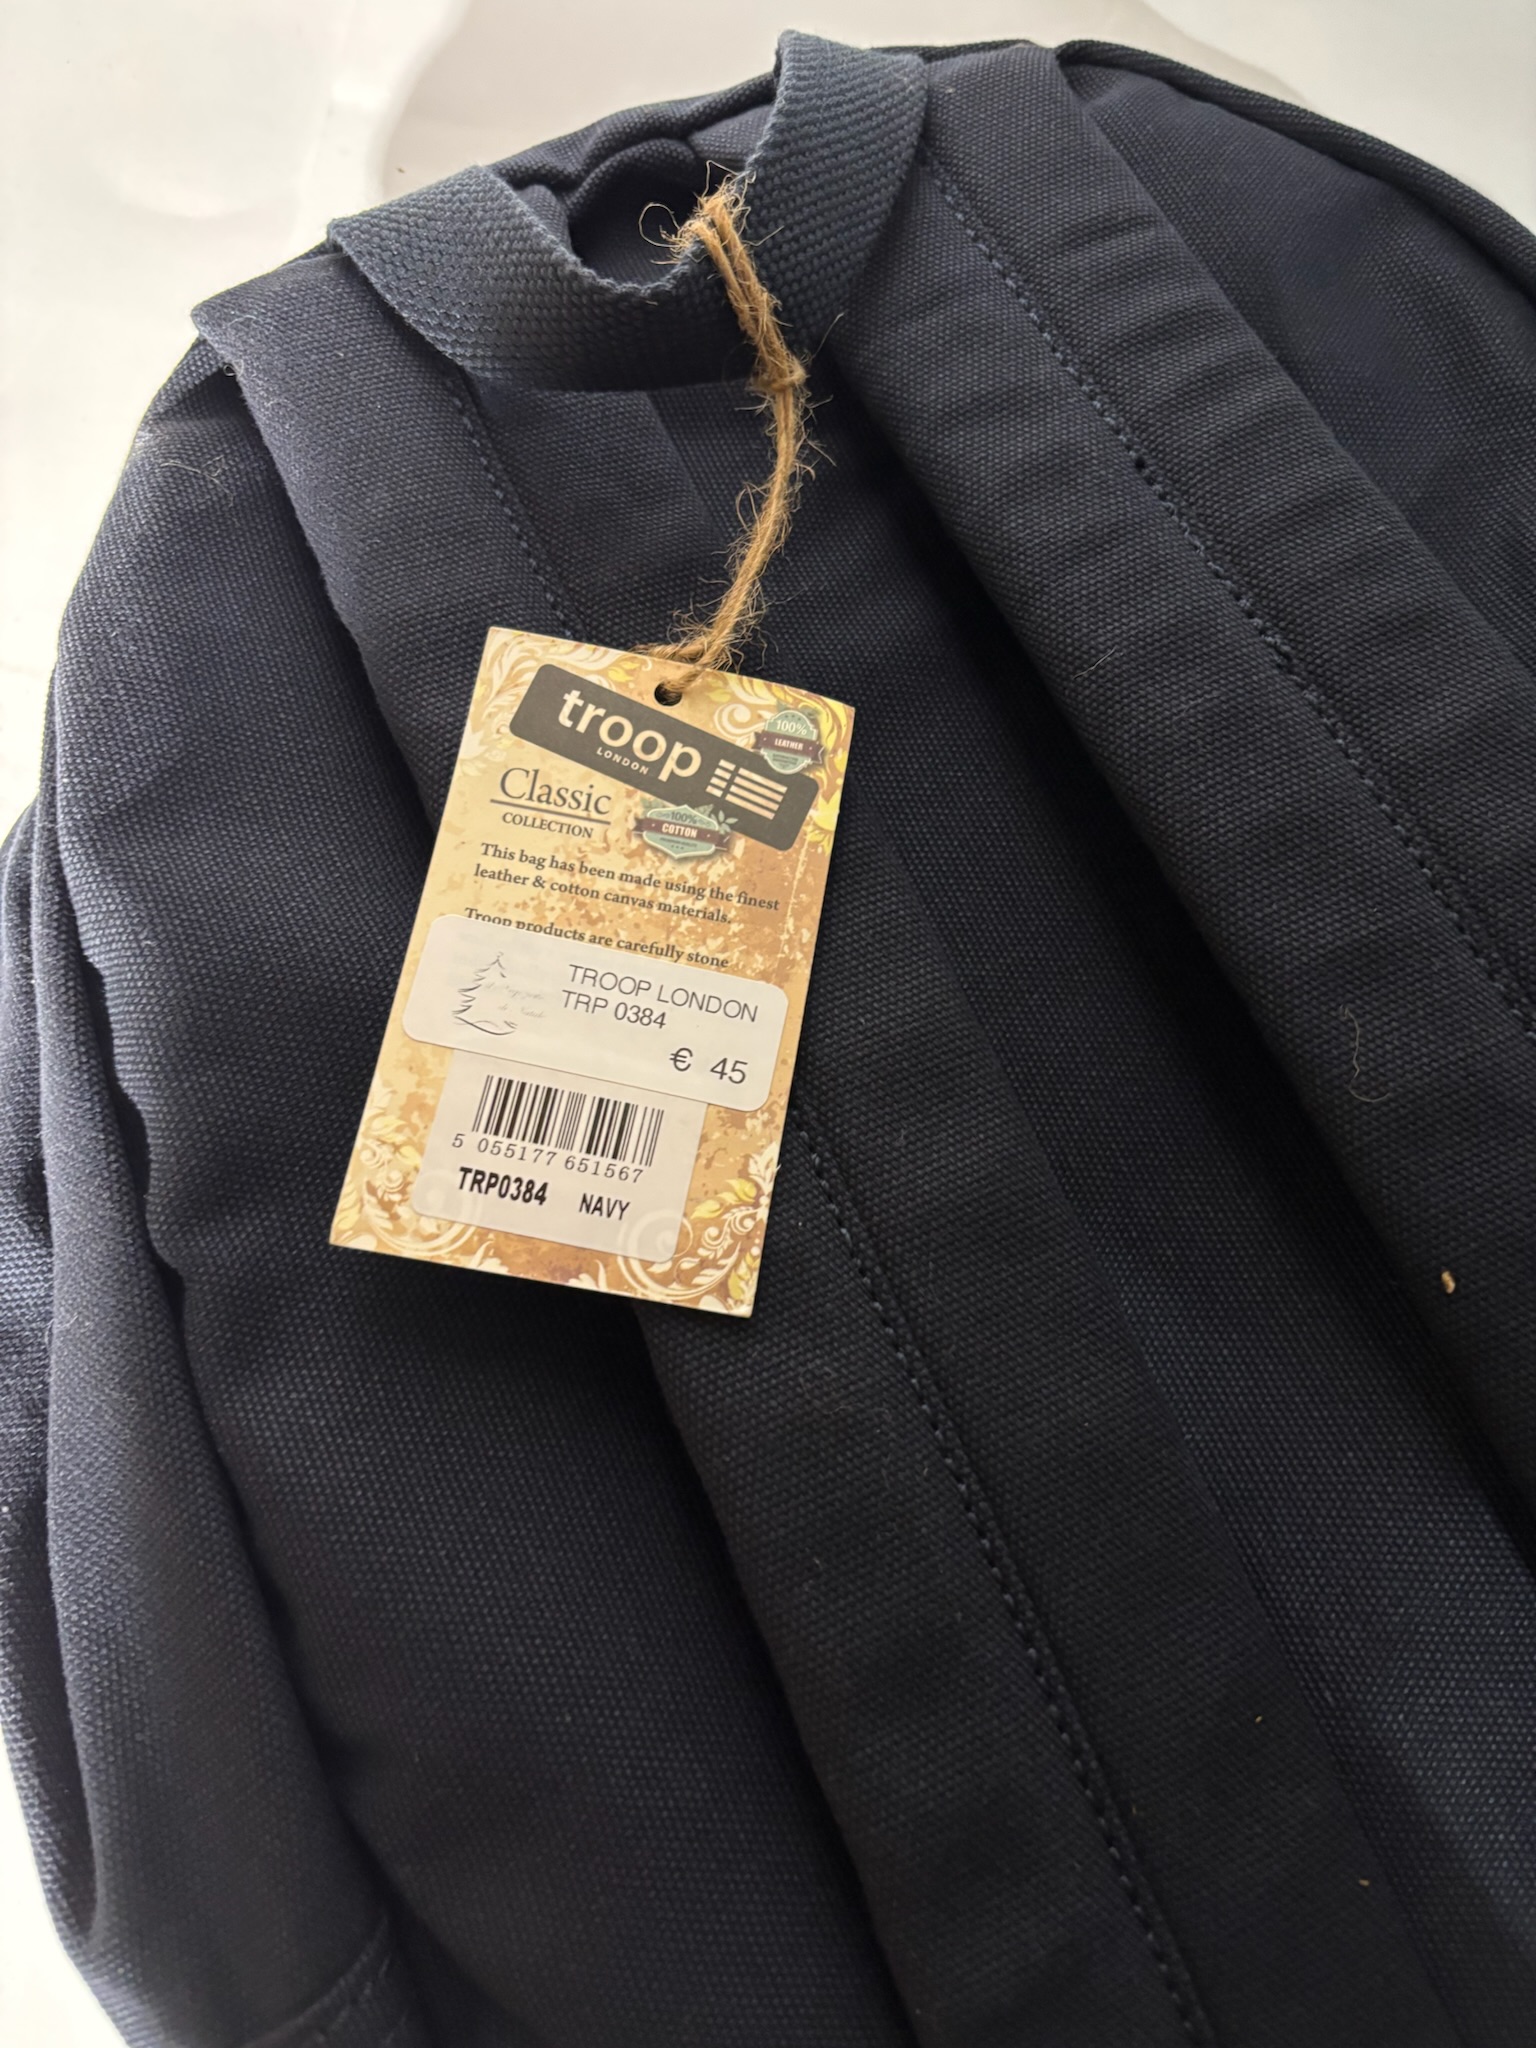 troop
LONDON
100%
LEATHER
Classic
COLLECTION
100%
COTTON
This bag has been made using the finest
leather & cotton canvas materials.
Troop products are carefully stone
TROOP LONDON
TRP 0384
€ 45
5 055177 651567
TRP0384 NAVY